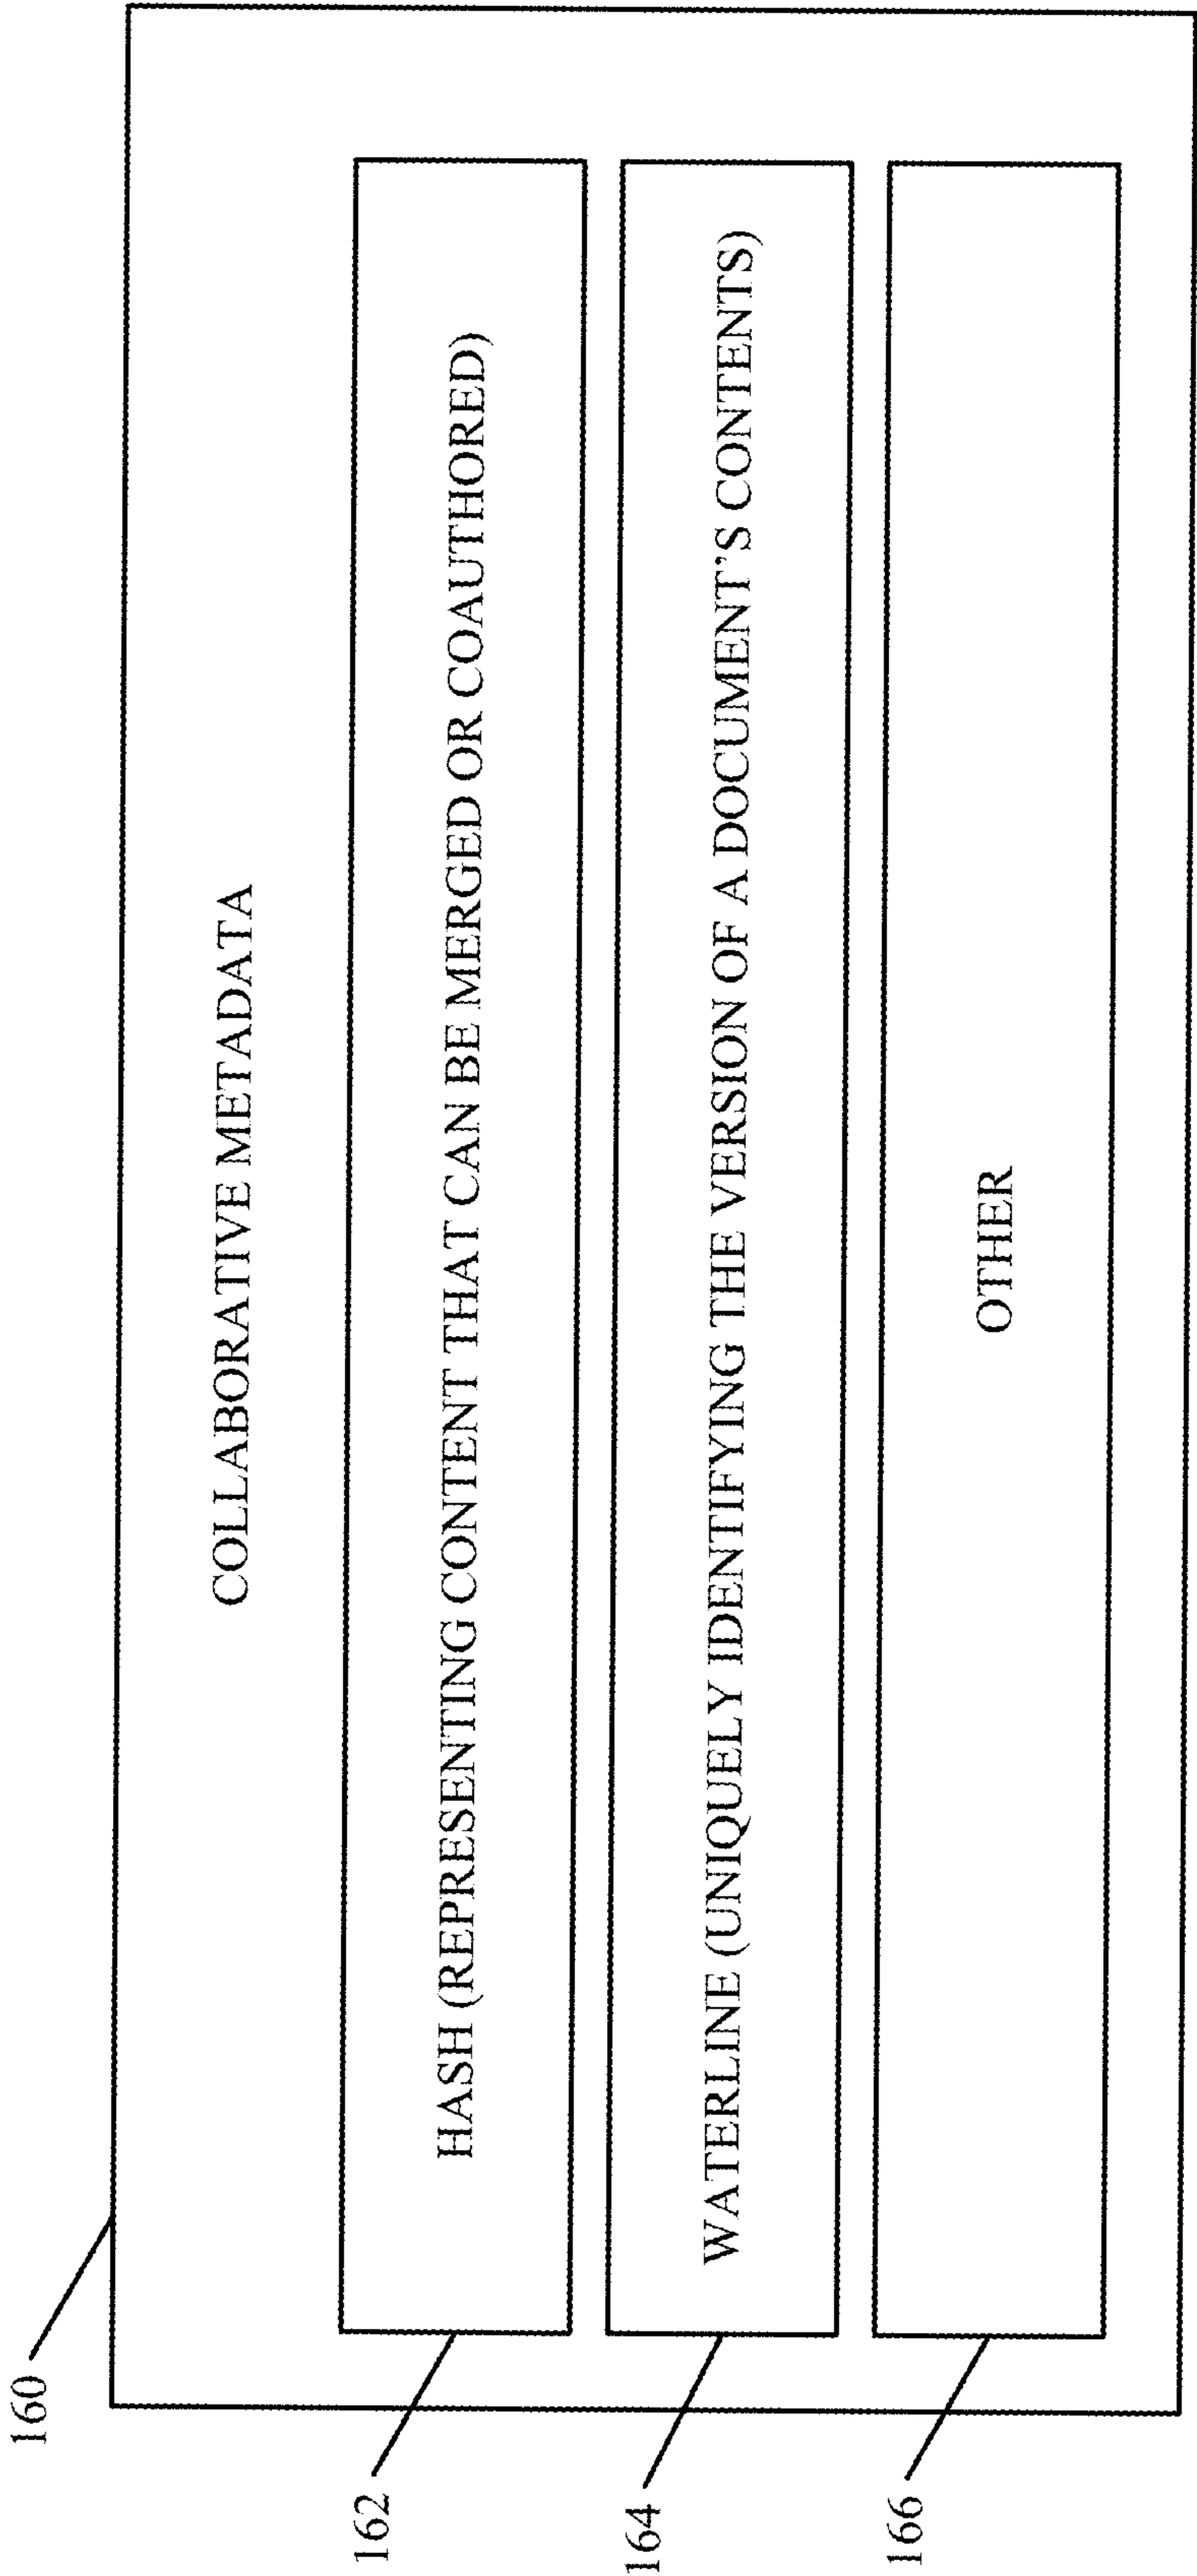 160
COLLABORATIVE METADATA
162
HASH (REPRESENTING CONTENT THAT CAN BE MERGED OR COAUTHORED)
164
WATERLINE (UNIQUELY IDENTIFYING THE VERSION OF A DOCUMENT'S CONTENTS)
166
OTHER